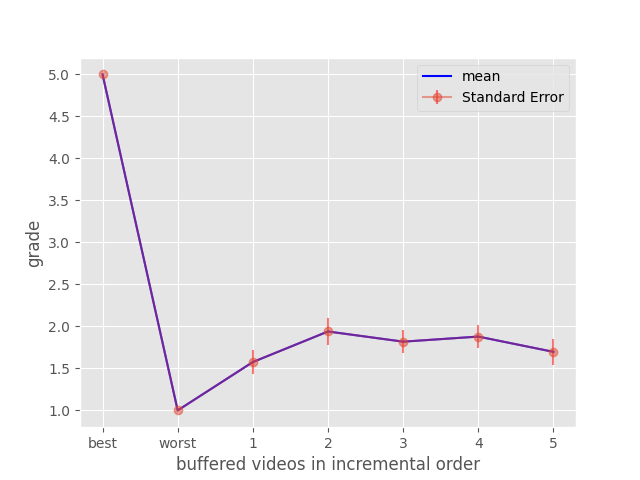 mean
Standard Error
5.0
4.5
4.0
3.5
3.0
2.5
2.0
1.5
1.0
grade
best worst 1 2 3 4 5
buffered videos in incremental order